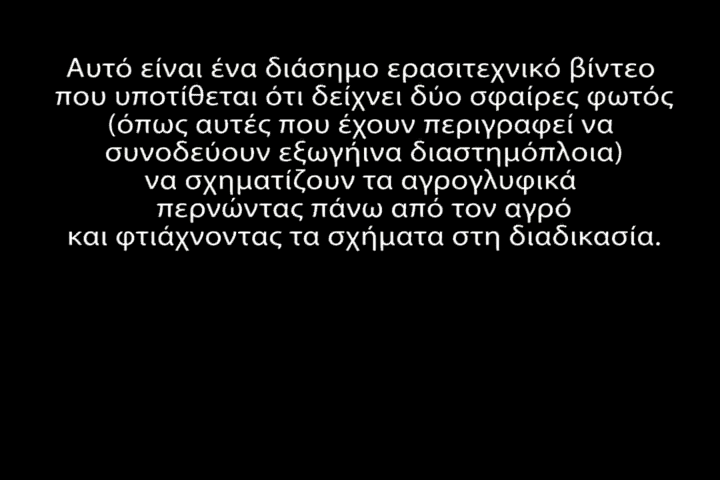 Αυτό είναι ένα διάσημο ερασιτεχνικό βίντεο
που υποτίθεται ότι δείχνει δύο σφαίρες φωτός
(όπως αυτές που έχουν περιγραφεί να
συνοδεύουν εξωγήινα διαστημόπλοια)
να σχηματίζουν τα αγρογλυφικά
περνώντας πάνω από τον αγρό
και φτιάχνοντας τα σχήματα στη διαδικασία.